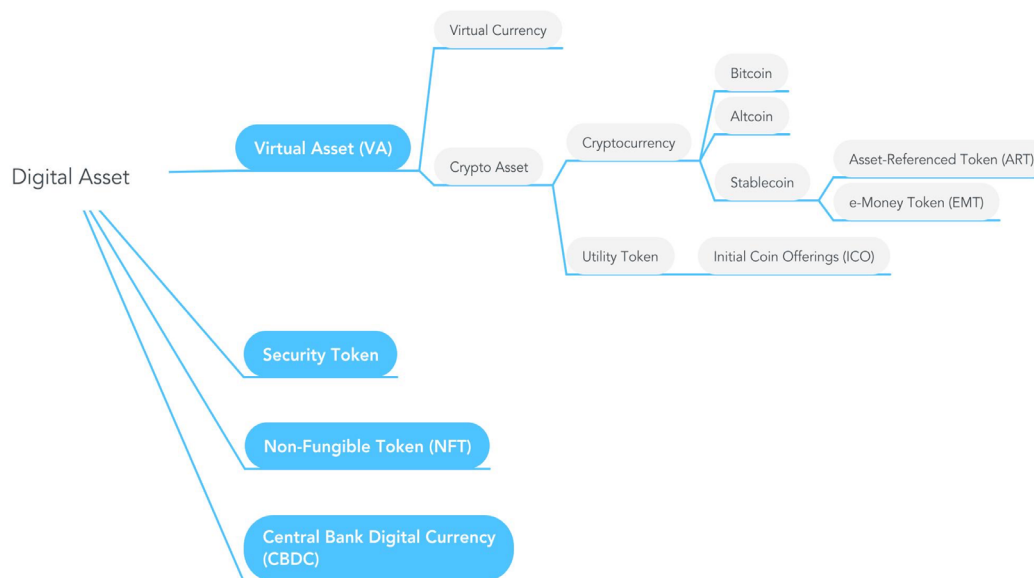 Digital Asset
Virtual Asset (VA)
Virtual Currency
Crypto Asset
Cryptocurrency
Bitcoin
Altcoin
Stablecoin
Asset-Referenced Token (ART)
e-Money Token (EMT)
Utility Token
Initial Coin Offerings (ICO)
Security Token
Non-Fungible Token (NFT)
Central Bank Digital Currency
(CBDC)